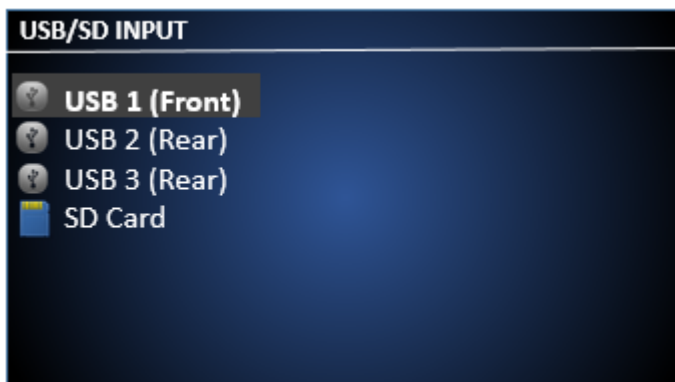 USB/SD INPUT
USB 1 (Front)
USB 2 (Rear)
USB 3 (Rear)
SD Card